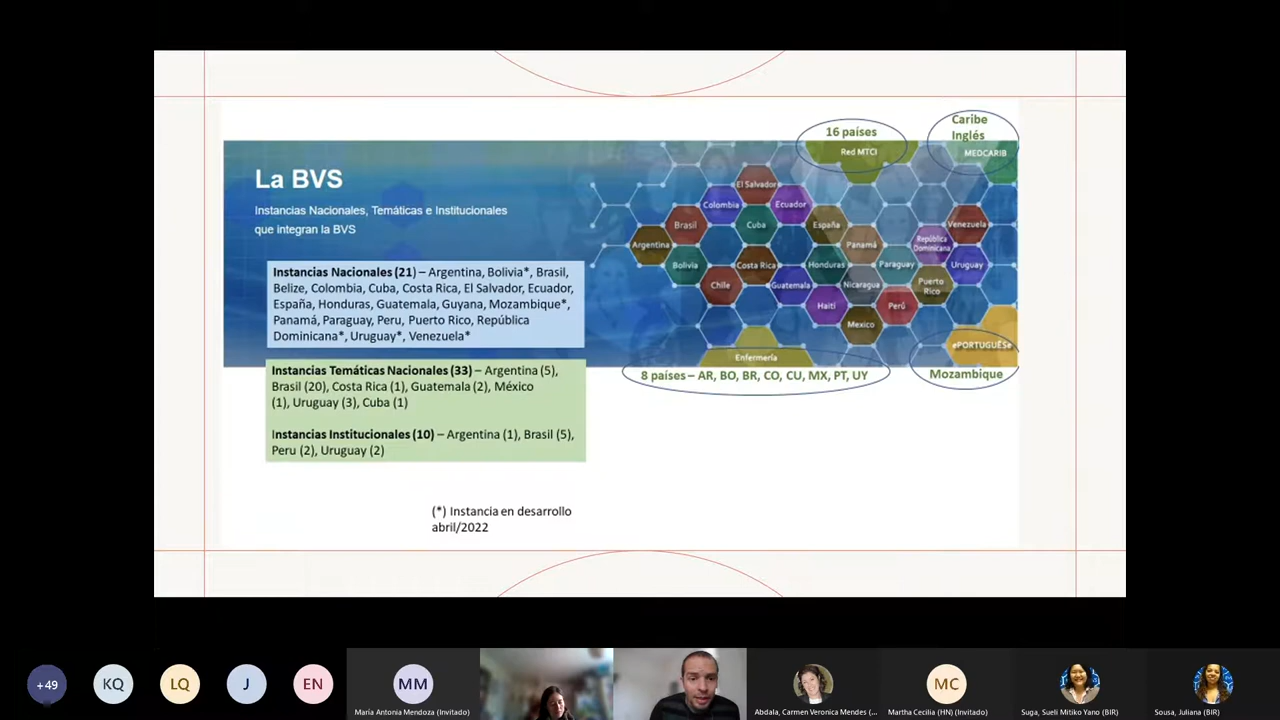 La BVS
Instancias Nacionales, Temáticas e Institucionales
que integran la BVS
Instancias Nacionales (21) – Argentina, Bolivia*, Brasil,
Belize, Colombia, Cuba, Costa Rica, El Salvador, Ecuador,
España, Honduras, Guatemala, Guyana, Mozambique*,
Panamá, Paraguay, Peru, Puerto Rico, República
Dominicana*, Uruguay*, Venezuela*
Instancias Temáticas Nacionales (33) – Argentina (5),
Brasil (20), Costa Rica (1), Guatemala (2), México
(1), Uruguay (3), Cuba (1)
Instancias Institucionales (10) – Argentina (1), Brasil (5),
Peru (2), Uruguay (2)
(*) Instancia en desarrollo
abril/2022
16 países
Red MTCI
Caribe
Inglés
MEDCARIB
El Salvador
Colombia
Ecuador
Brasil
Cuba
España
Venezuela
Argentina
Panamá
República
Dominicana
Bolivia
Costa Rica
Honduras
Paraguay
Uruguay
Chile
Guatemala
Nicaragua
Puerto
Rico
Haiti
Perú
Mexico
Enfermería
8 países – AR, BO, BR, CO, CU, MX, PT, UY
ePORTUGUÊSe
Mozambique
+49
KQ
LQ
J
EN
MM
María Antonia Mendoza (Invitado)
Abdala, Carmen Veronica Mendes (...
MC
Martha Cecilia (HN) (Invitado)
Suga, Sueli Mitiko Yano (BIR)
Sousa, Juliana (BIR)